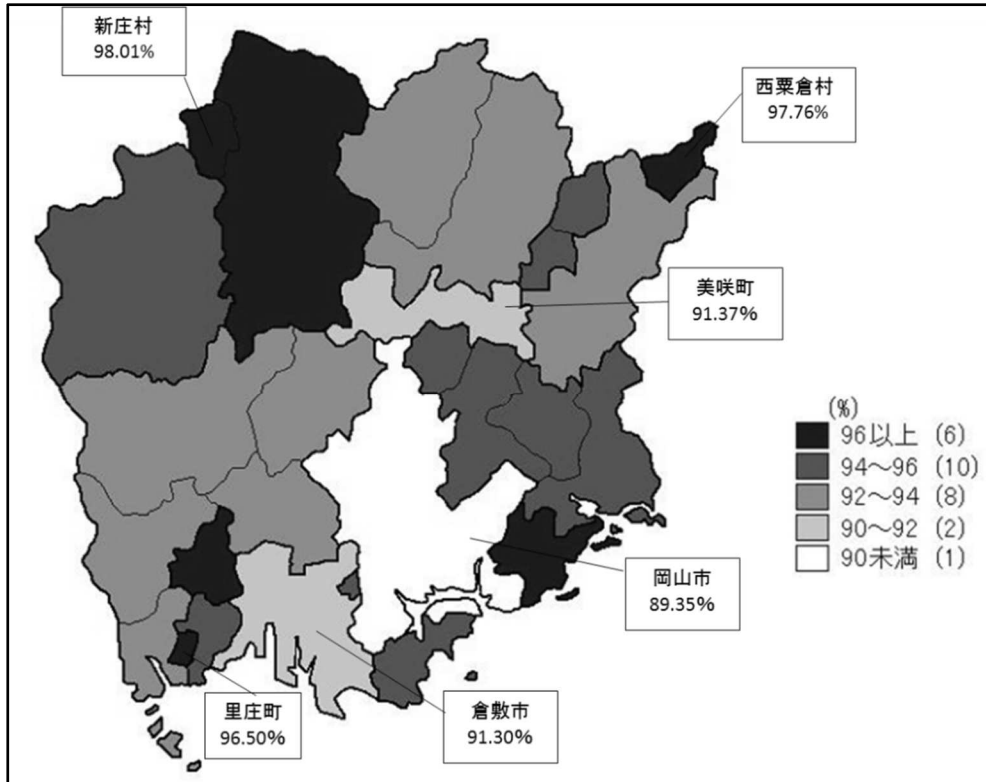 新庄村
98.01%
西粟倉村
97.76%
美咲町
91.37%
(%)
96以上 (6)
94～96 (10)
92～94 (8)
90～92 (2)
90未満 (1)
岡山市
89.35%
里庄町
96.50%
倉敷市
91.30%